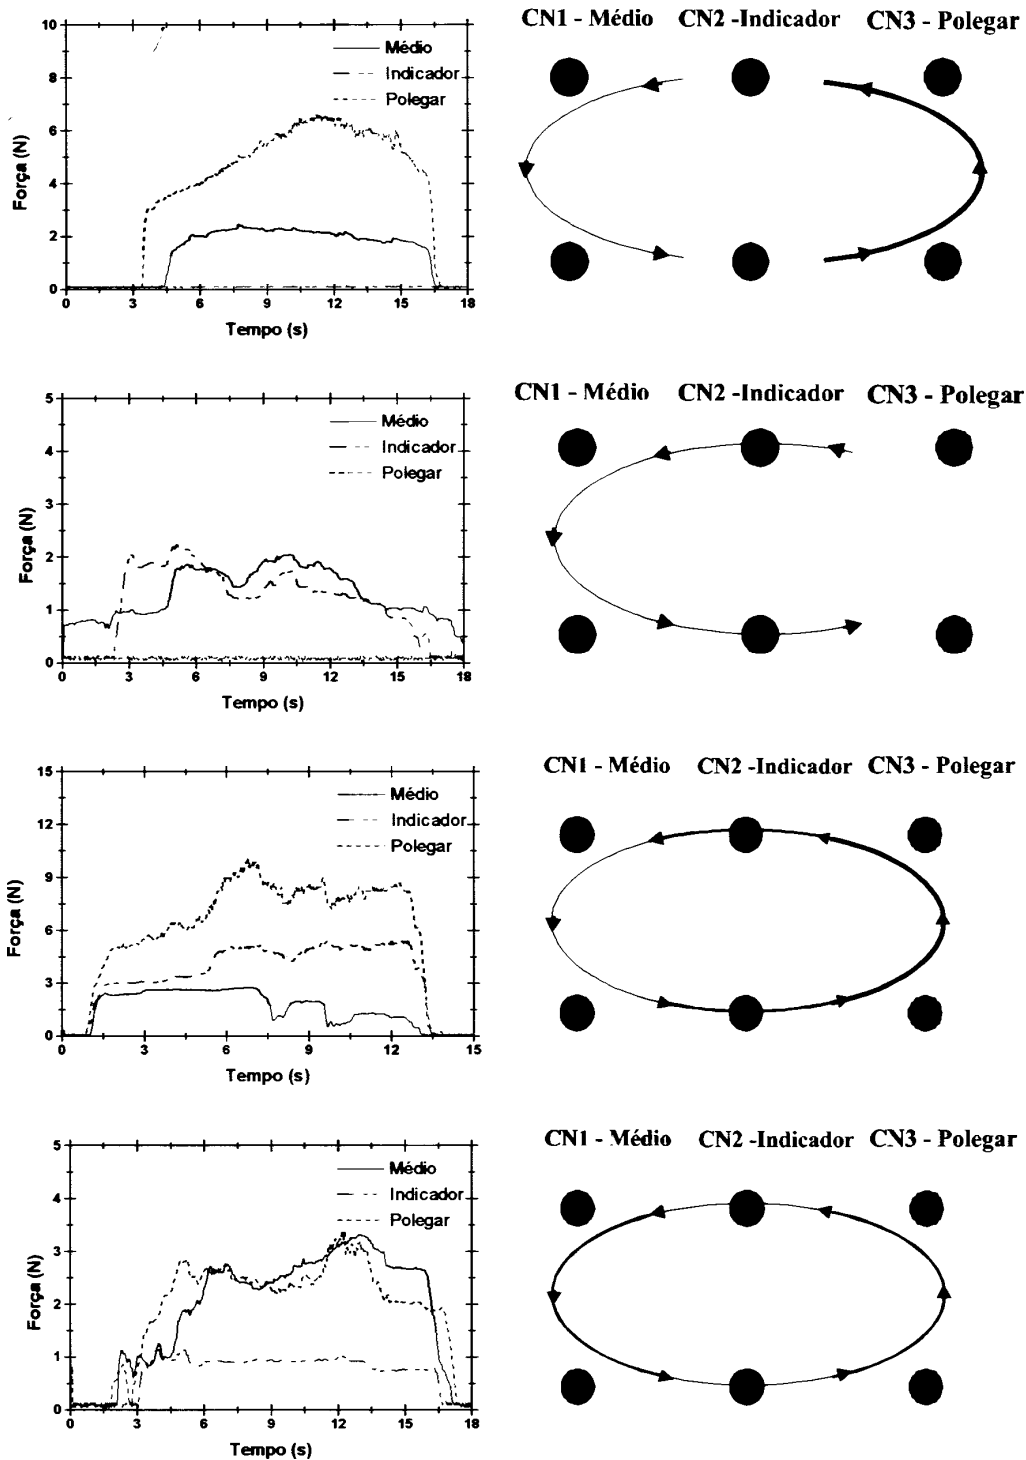 CN1 - Médio CN2 -Indicador CN3 - Polegar
10
8
6
4
2
0
Força (N)
Médio
Indicador
Polegar
0 3 6 9 12 15 18
Tempo (s)
CN1 - Médio CN2 -Indicador CN3 - Polegar
5
4
3
2
1
0
Força (N)
Médio
Indicador
Polegar
0 3 6 9 12 15 18
Tempo (s)
CN1 - Médio CN2 -Indicador CN3 - Polegar
15
12
9
6
3
0
Força (N)
Médio
Indicador
Polegar
0 3 6 9 12 15
Tempo (s)
CN1 - Médio CN2 -Indicador CN3 - Polegar
5
4
3
2
1
0
Força (N)
Médio
Indicador
Polegar
0 3 6 9 12 15 18
Tempo (s)